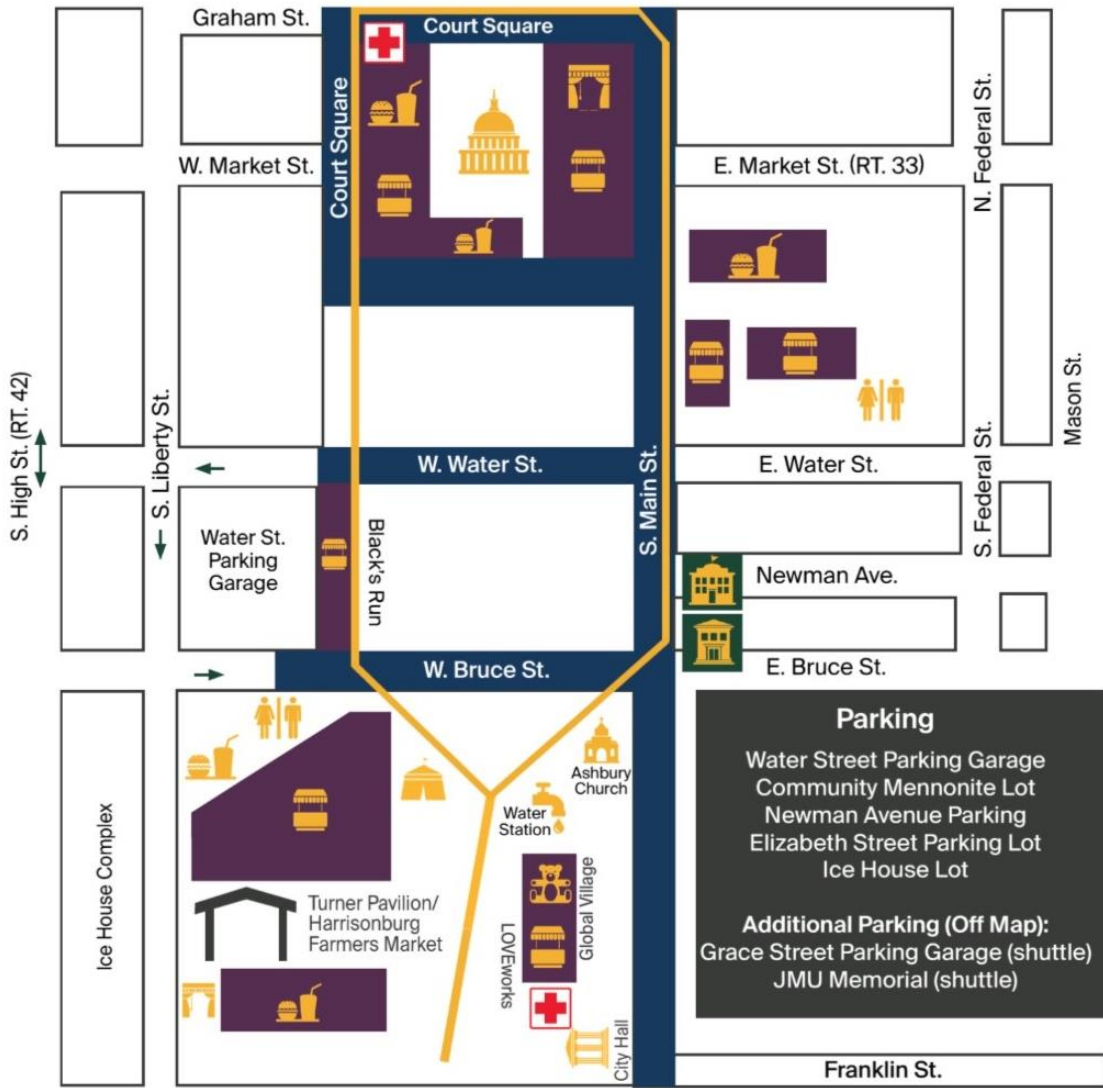 Graham St.
Court Square
Court Square
W. Market St.
E. Market St. (RT. 33)
N. Federal St.
S. High St. (RT. 42)
S. Liberty St.
Mason St.
W. Water St.
E. Water St.
S. Main St.
S. Federal St.
Water St.
Parking
Garage
Black's Run
Newman Ave.
W. Bruce St.
E. Bruce St.
Ice House Complex
Ashbury
Church
Water
Station
Turner Pavilion/
Harrisonburg
Farmers Market
LOVEworks
Global Village
City Hall
Parking
Water Street Parking Garage
Community Mennonite Lot
Newman Avenue Parking
Elizabeth Street Parking Lot
Ice House Lot
Additional Parking (Off Map):
Grace Street Parking Garage (shuttle)
JMU Memorial (shuttle)
Franklin St.